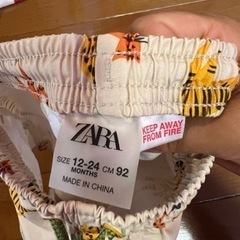 ZARA
SIZE 12-24 CM 92
MONTHS
MADE IN CHINA
KEEP AWAY
FROM FIRE